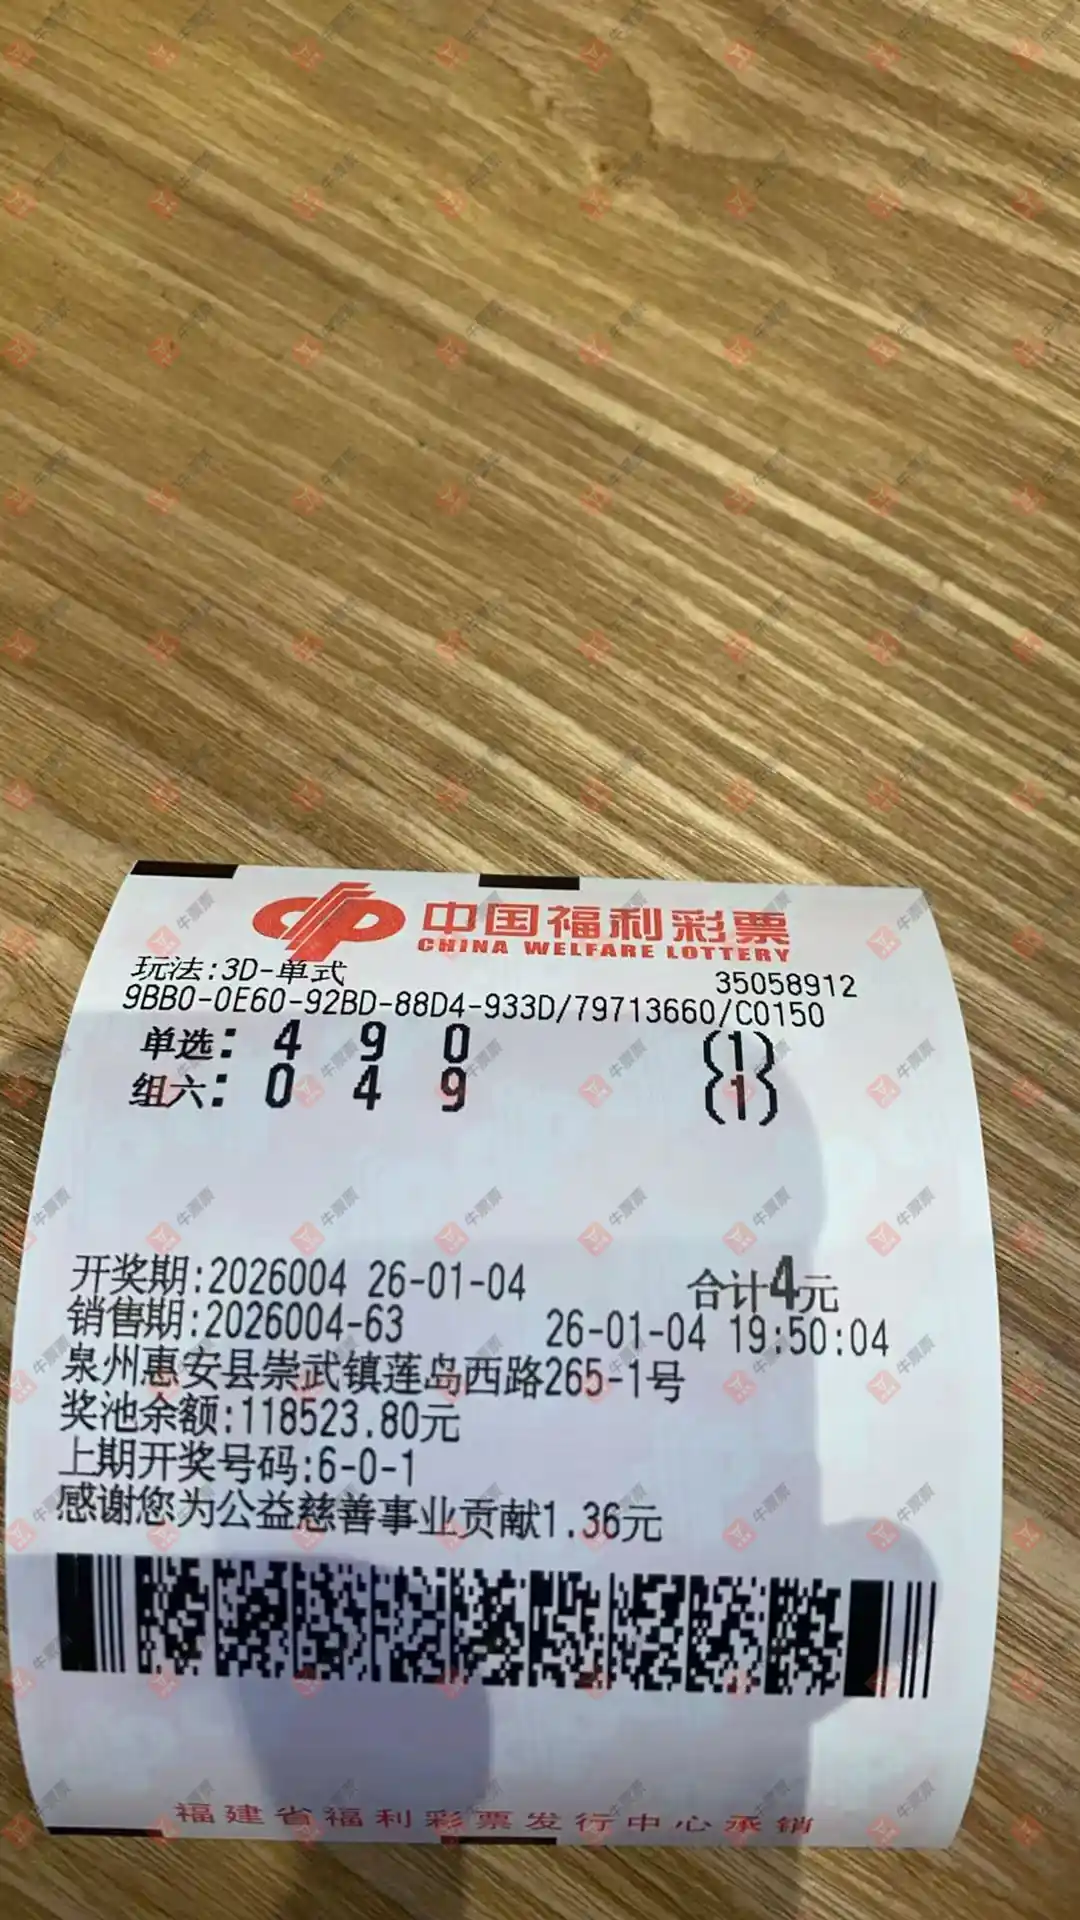 中国福利彩票
CHINA WELFARE LOTTERY
玩法:3D-单式 35058912
9BB0-0E60-92BD-88D4-933D/79713660/C0150
单选: 4 9 0 (1)
组六: 0 4 9 (1)
开奖期:2026004 26-01-04 合计4元
销售期:2026004-63 26-01-04 19:50:04
泉州惠安县崇武镇莲岛西路265-1号
奖池余额:118523.80元
上期开奖号码:6-0-1
感谢您为公益慈善事业贡献1.36元
福建省福利彩票发行中心承销
牛票票